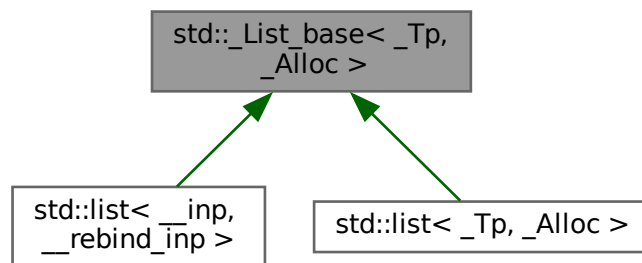 std::_List_base< _Tp,
_Alloc >
std::list< __inp,
__rebind_inp >
std::list< _Tp, _Alloc >